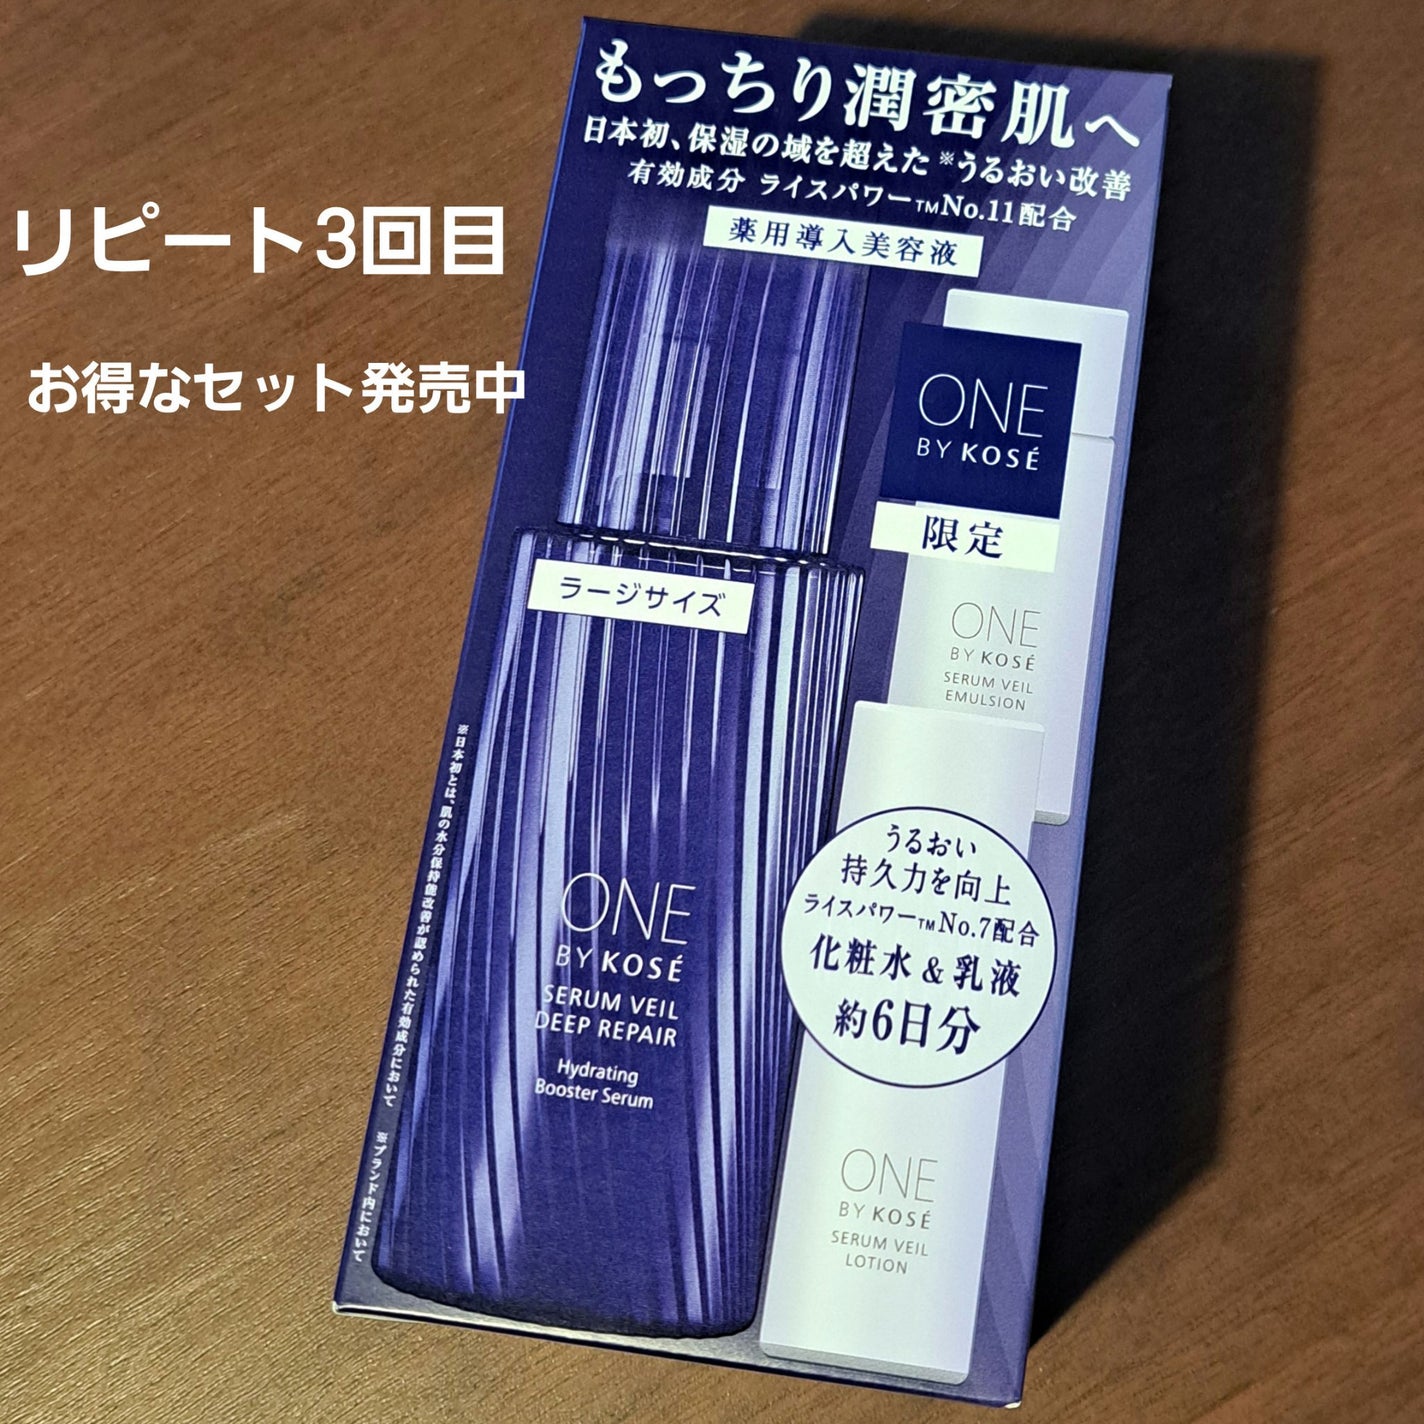 もっちり潤密肌へ
日本初、保湿の域を超えた※うるおい改善
有効成分 ライスパワー™No.11配合
薬用導入美容液
リピート3回目
お得なセット発売中
ONE
BY KOSÉ
限定
ラージサイズ
ONE
BY KOSÉ
SERUM VEIL
EMULSION
うるおい
持久力を向上
ライスパワー™No.7配合
化粧水&乳液
約6日分
ONE
BY KOSÉ
SERUM VEIL
DEEP REPAIR
Hydrating
Booster Serum
ONE
BY KOSÉ
SERUM VEIL
LOTION
※日本初とは、肌の水分保持能改善が認められた有効成分において
※ブランド内において